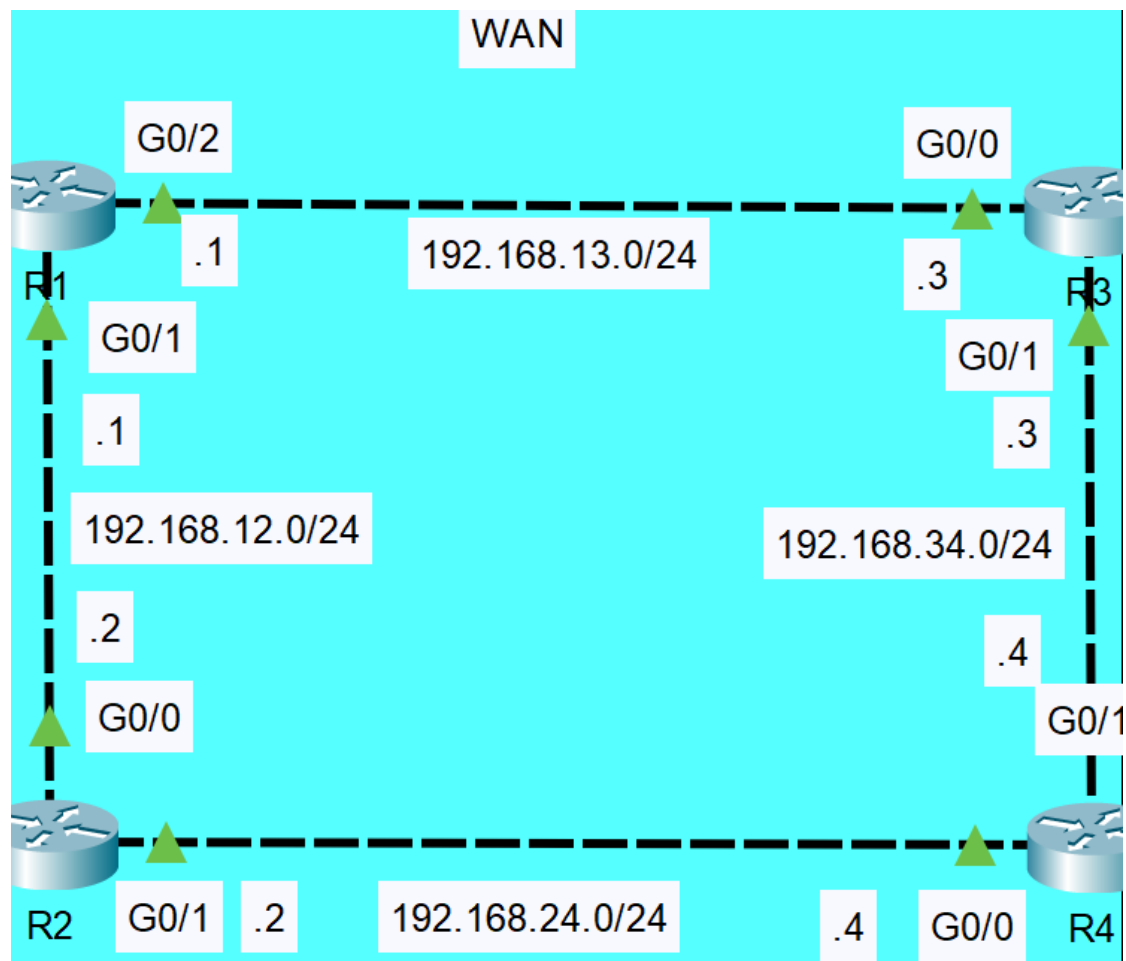 WAN
G0/2
G0/0
.1
192.168.13.0/24
.3
R1
R3
G0/1
G0/1
.1
.3
192.168.12.0/24
192.168.34.0/24
.2
.4
G0/0
G0/1
R2
G0/1
.2
192.168.24.0/24
.4
G0/0
R4